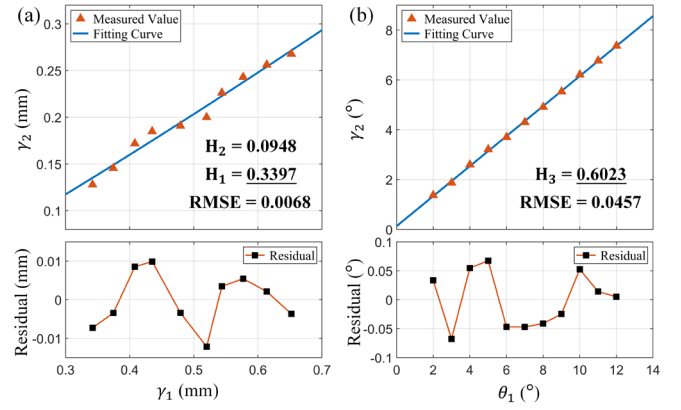 (a)
Measured Value
Fitting Curve
γ₂ (mm)
0.3
0.25
0.2
0.15
0.1
H₂ = 0.0948
H₁ = 0.3397
RMSE = 0.0068
Residual
Residual (mm)
0.01
0
-0.01
0.3 0.4 0.5 0.6 0.7
γ₁ (mm)
(b)
Measured Value
Fitting Curve
γ₂ (°)
8
6
4
2
0
H₃ = 0.6023
RMSE = 0.0457
Residual
Residual (°)
0.1
0.05
0
-0.05
-0.1
0 2 4 6 8 10 12 14
θ₁ (°)